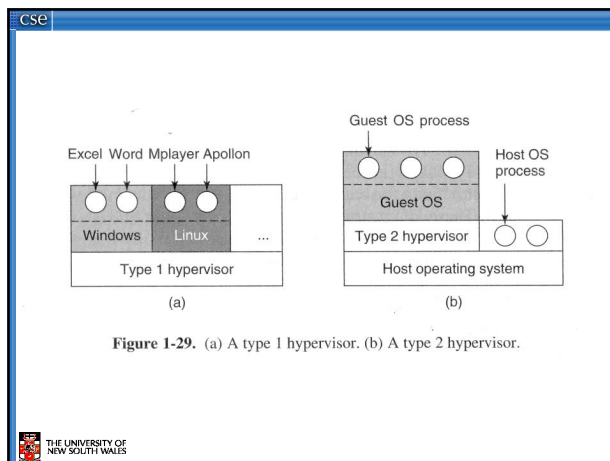 cse
Guest OS process
Excel Word Mplayer Apollon
Host OS
process
Guest OS
Windows
Linux
...
Type 2 hypervisor
Type 1 hypervisor
Host operating system
(a)
(b)
Figure 1-29. (a) A type 1 hypervisor. (b) A type 2 hypervisor.
THE UNIVERSITY OF
NEW SOUTH WALES